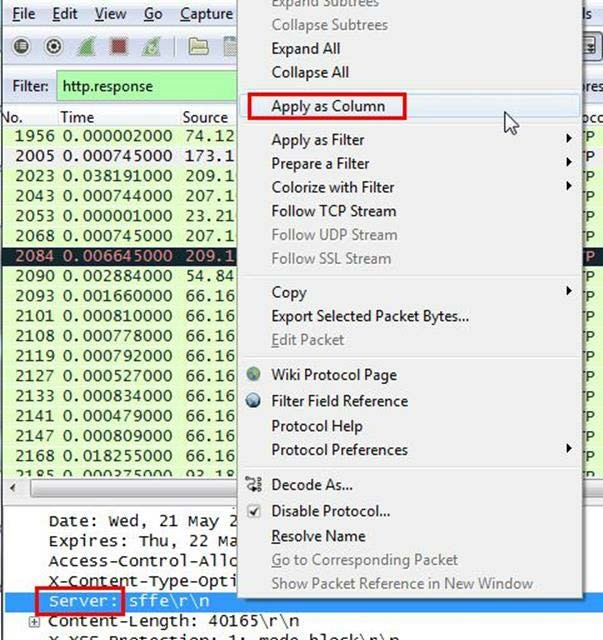 File Edit View Go Capture
Expand Subtrees
Collapse Subtrees
Expand All
Collapse All
Filter: http.response
Apply as Column
No. Time Source
Apply as Filter
Prepare a Filter
Colorize with Filter
Follow TCP Stream
Follow UDP Stream
Follow SSL Stream
Copy
Export Selected Packet Bytes...
Edit Packet
Wiki Protocol Page
Filter Field Reference
Protocol Help
Protocol Preferences
Decode As...
Disable Protocol...
Resolve Name
Go to Corresponding Packet
Show Packet Reference in New Window
1956 0.000002000 74.12
2005 0.000745000 173.1
2023 0.038191000 209.1
2043 0.000744000 207.1
2053 0.000001000 23.21
2068 0.000745000 207.1
2084 0.006645000 209.1
2090 0.002884000 54.84
2093 0.001660000 66.16
2101 0.000810000 66.16
2108 0.000778000 66.16
2119 0.000792000 66.16
2127 0.000527000 66.16
2133 0.000834000 66.16
2141 0.000479000 66.16
2147 0.000809000 66.16
2168 0.018255000 66.16
2185 0.000375000 93.18
Date: Wed, 21 May 2
Expires: Thu, 22 Ma
Access-Control-Allo
X-Content-Type-Opti
Server: sffe\r\n
Content-Length: 40165\r\n
X-XSS-Protection: 1; mode=block\r\n